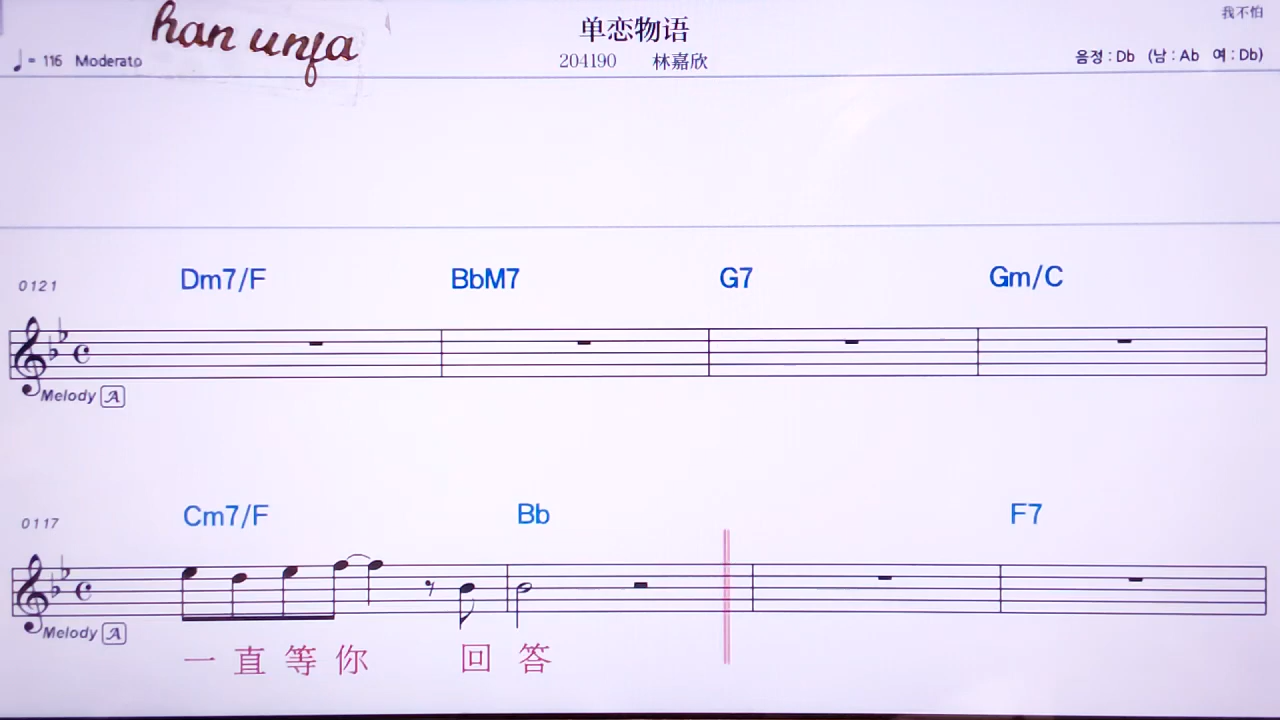 han unfa
单恋物语
我不怕
♩= 116 Moderato
204190 林嘉欣
음정 : Db (남 : Ab 여 : Db)
0121 Dm7/F BbM7 G7 Gm/C
Melody A
0117 Cm7/F Bb F7
Melody A
一直等你 回答